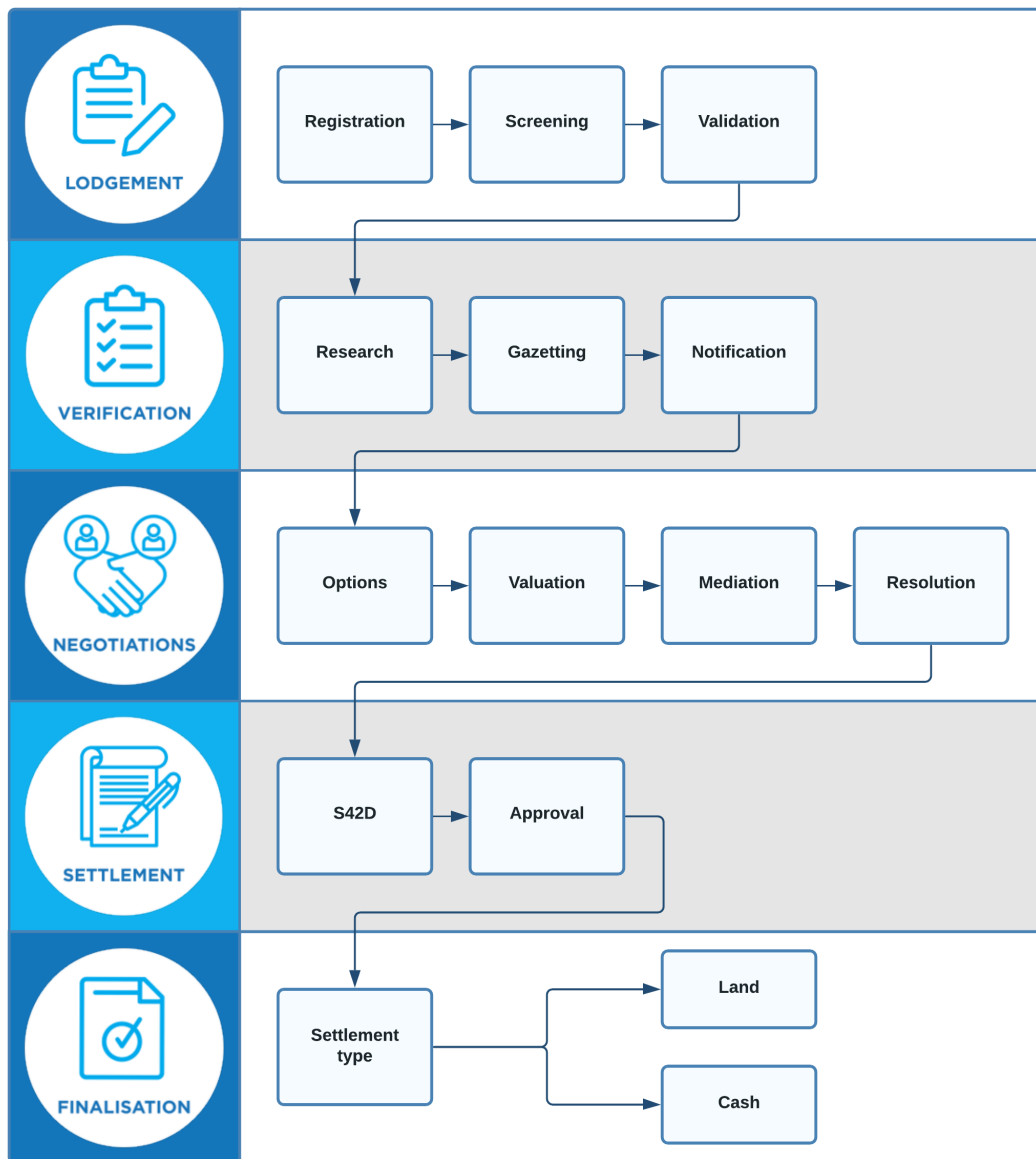 LODGEMENT
Registration
Screening
Validation
VERIFICATION
Research
Gazetting
Notification
NEGOTIATIONS
Options
Valuation
Mediation
Resolution
SETTLEMENT
S42D
Approval
FINALISATION
Settlement
type
Land
Cash